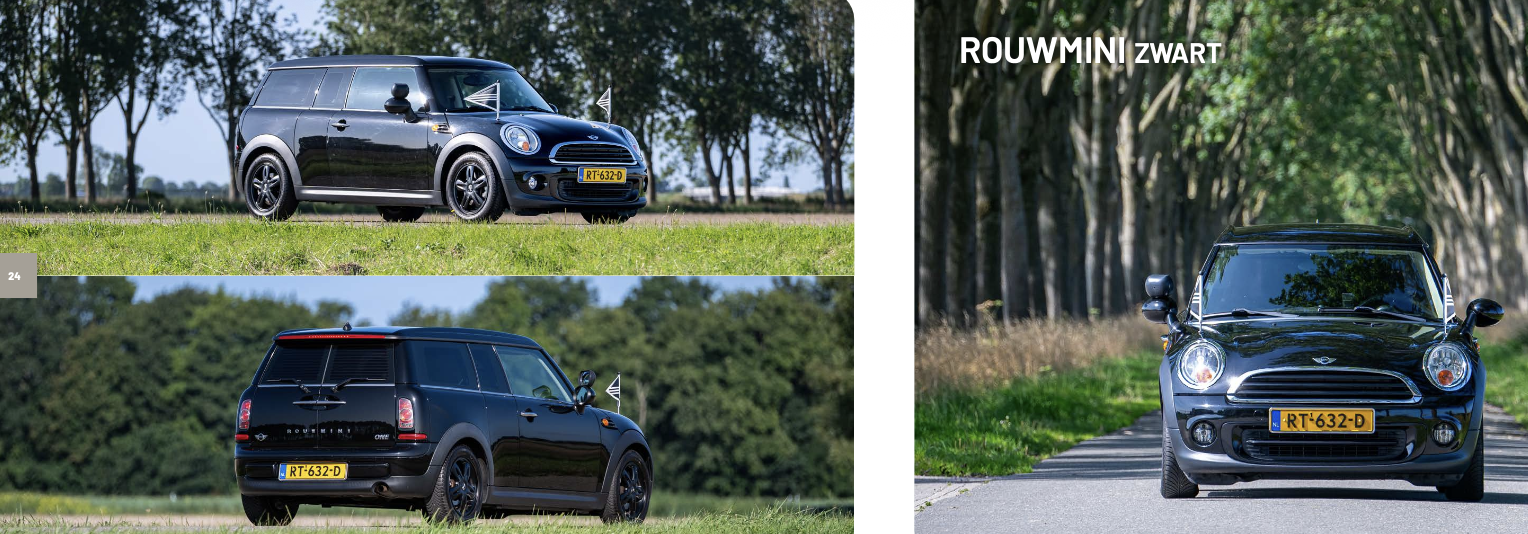 RT-632-D
24
ROUWMINI
ONE
NL RT-632-D
ROUWMINI ZWART
RT-632-D